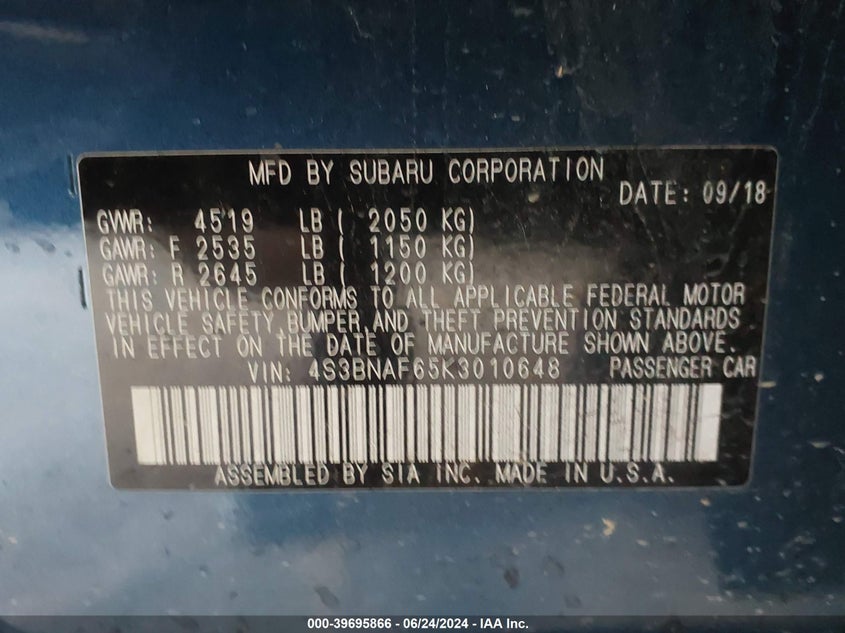 MFD BY SUBARU CORPORATION
DATE: 09/18
GVWR: 4519 LB ( 2050 KG)
GAWR: F 2535 LB ( 1150 KG)
GAWR: R 2645 LB ( 1200 KG)
THIS VEHICLE CONFORMS TO ALL APPLICABLE FEDERAL MOTOR
VEHICLE SAFETY, BUMPER, AND THEFT PREVENTION STANDARDS
IN EFFECT ON THE DATE OF MANUFACTURE SHOWN ABOVE.
VIN: 4S3BNAF65K3010648 PASSENGER CAR
ASSEMBLED BY SIA INC. MADE IN U.S.A.
000-39695866 / 06/24/2024 - IAA Inc.